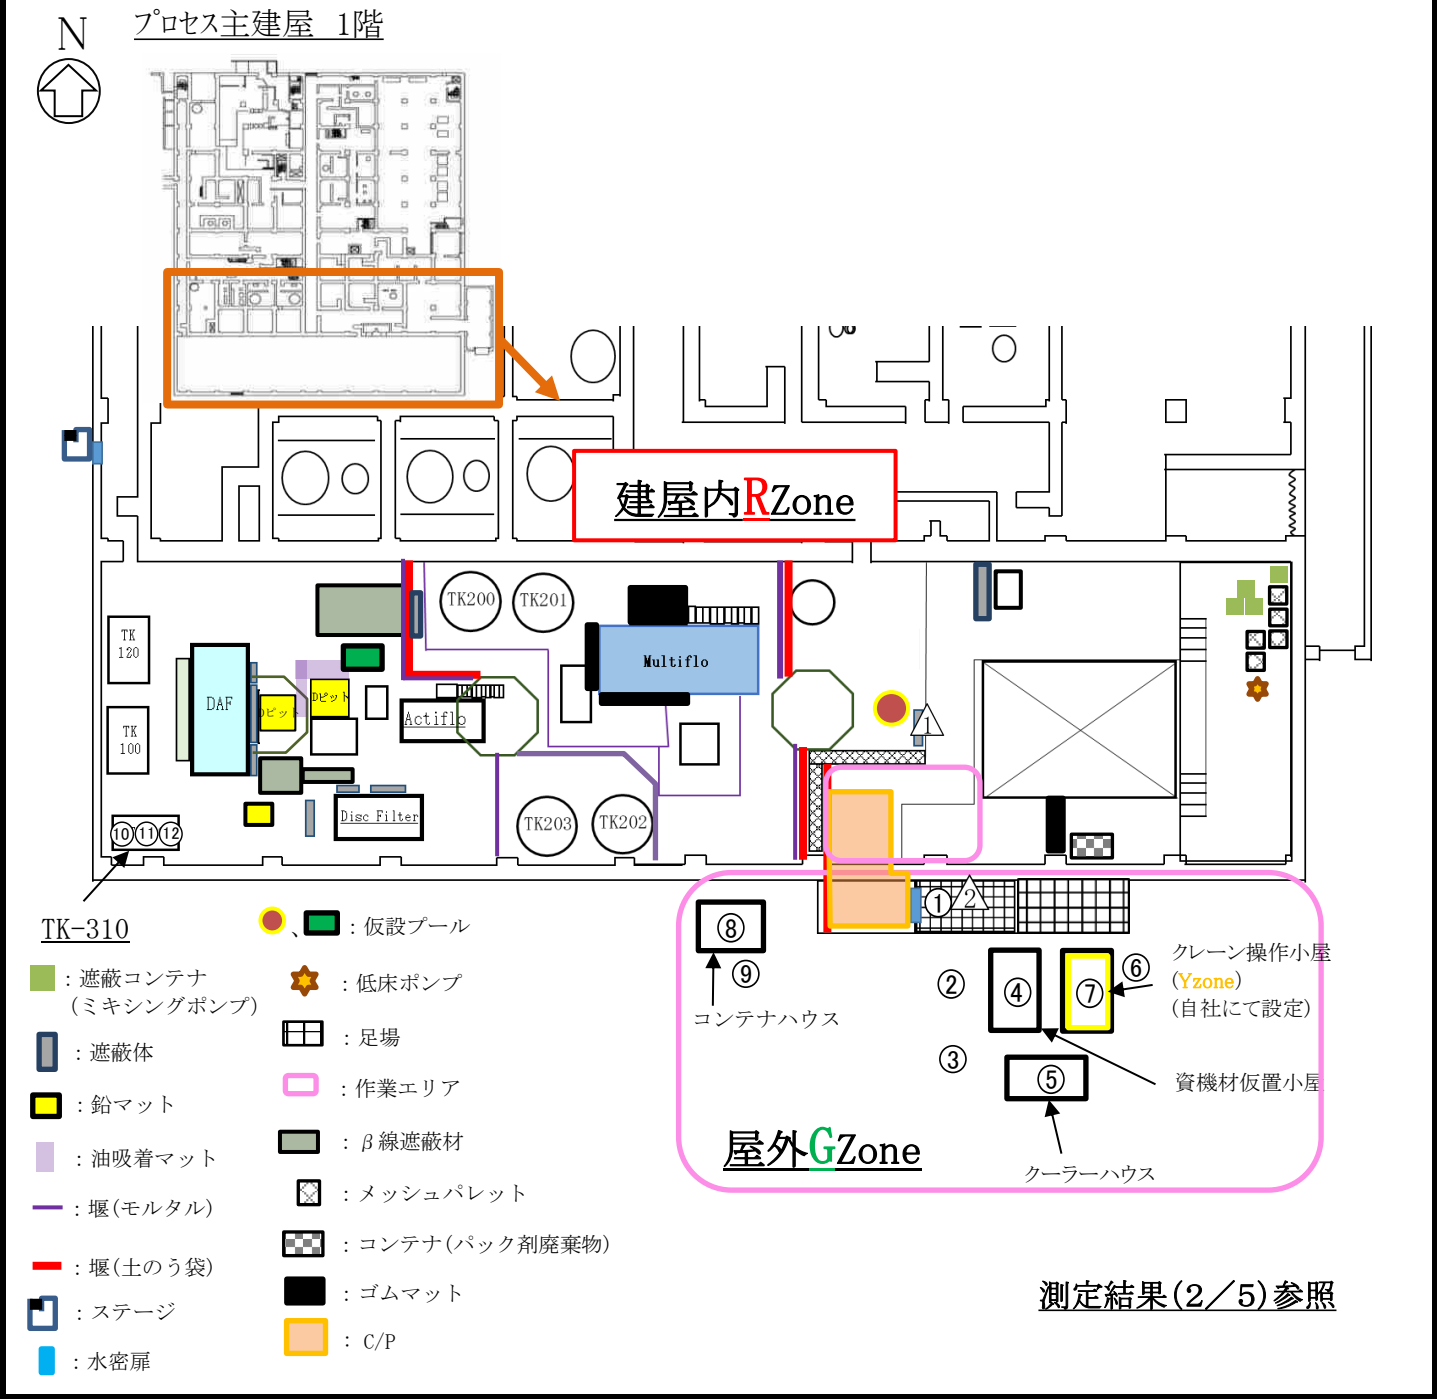 N
プロセス主建屋 1階
建屋内RZone
TK200
TK201
Multiflo
TK
120
DAF
Dピット
Dピット
Actiflo
TK
100
Disc Filter
TK203
TK202
1
⑩⑪⑫
TK-310
① 2
⑧
⑨
コンテナハウス
②
③
④
⑦
⑥
⑤
クレーン操作小屋
(Yzone)
(自社にて設定)
資機材仮置小屋
クーラーハウス
屋外GZone
、 :仮設プール
:遮蔽コンテナ
(ミキシングポンプ)
:低床ポンプ
:足場
:遮蔽体
:作業エリア
:鉛マット
:β線遮蔽材
:油吸着マット
:メッシュパレット
:堰(モルタル)
:コンテナ(パック剤廃棄物)
:堰(土のう袋)
:ゴムマット
:ステージ
: C/P
:水密扉
測定結果(2/5)参照